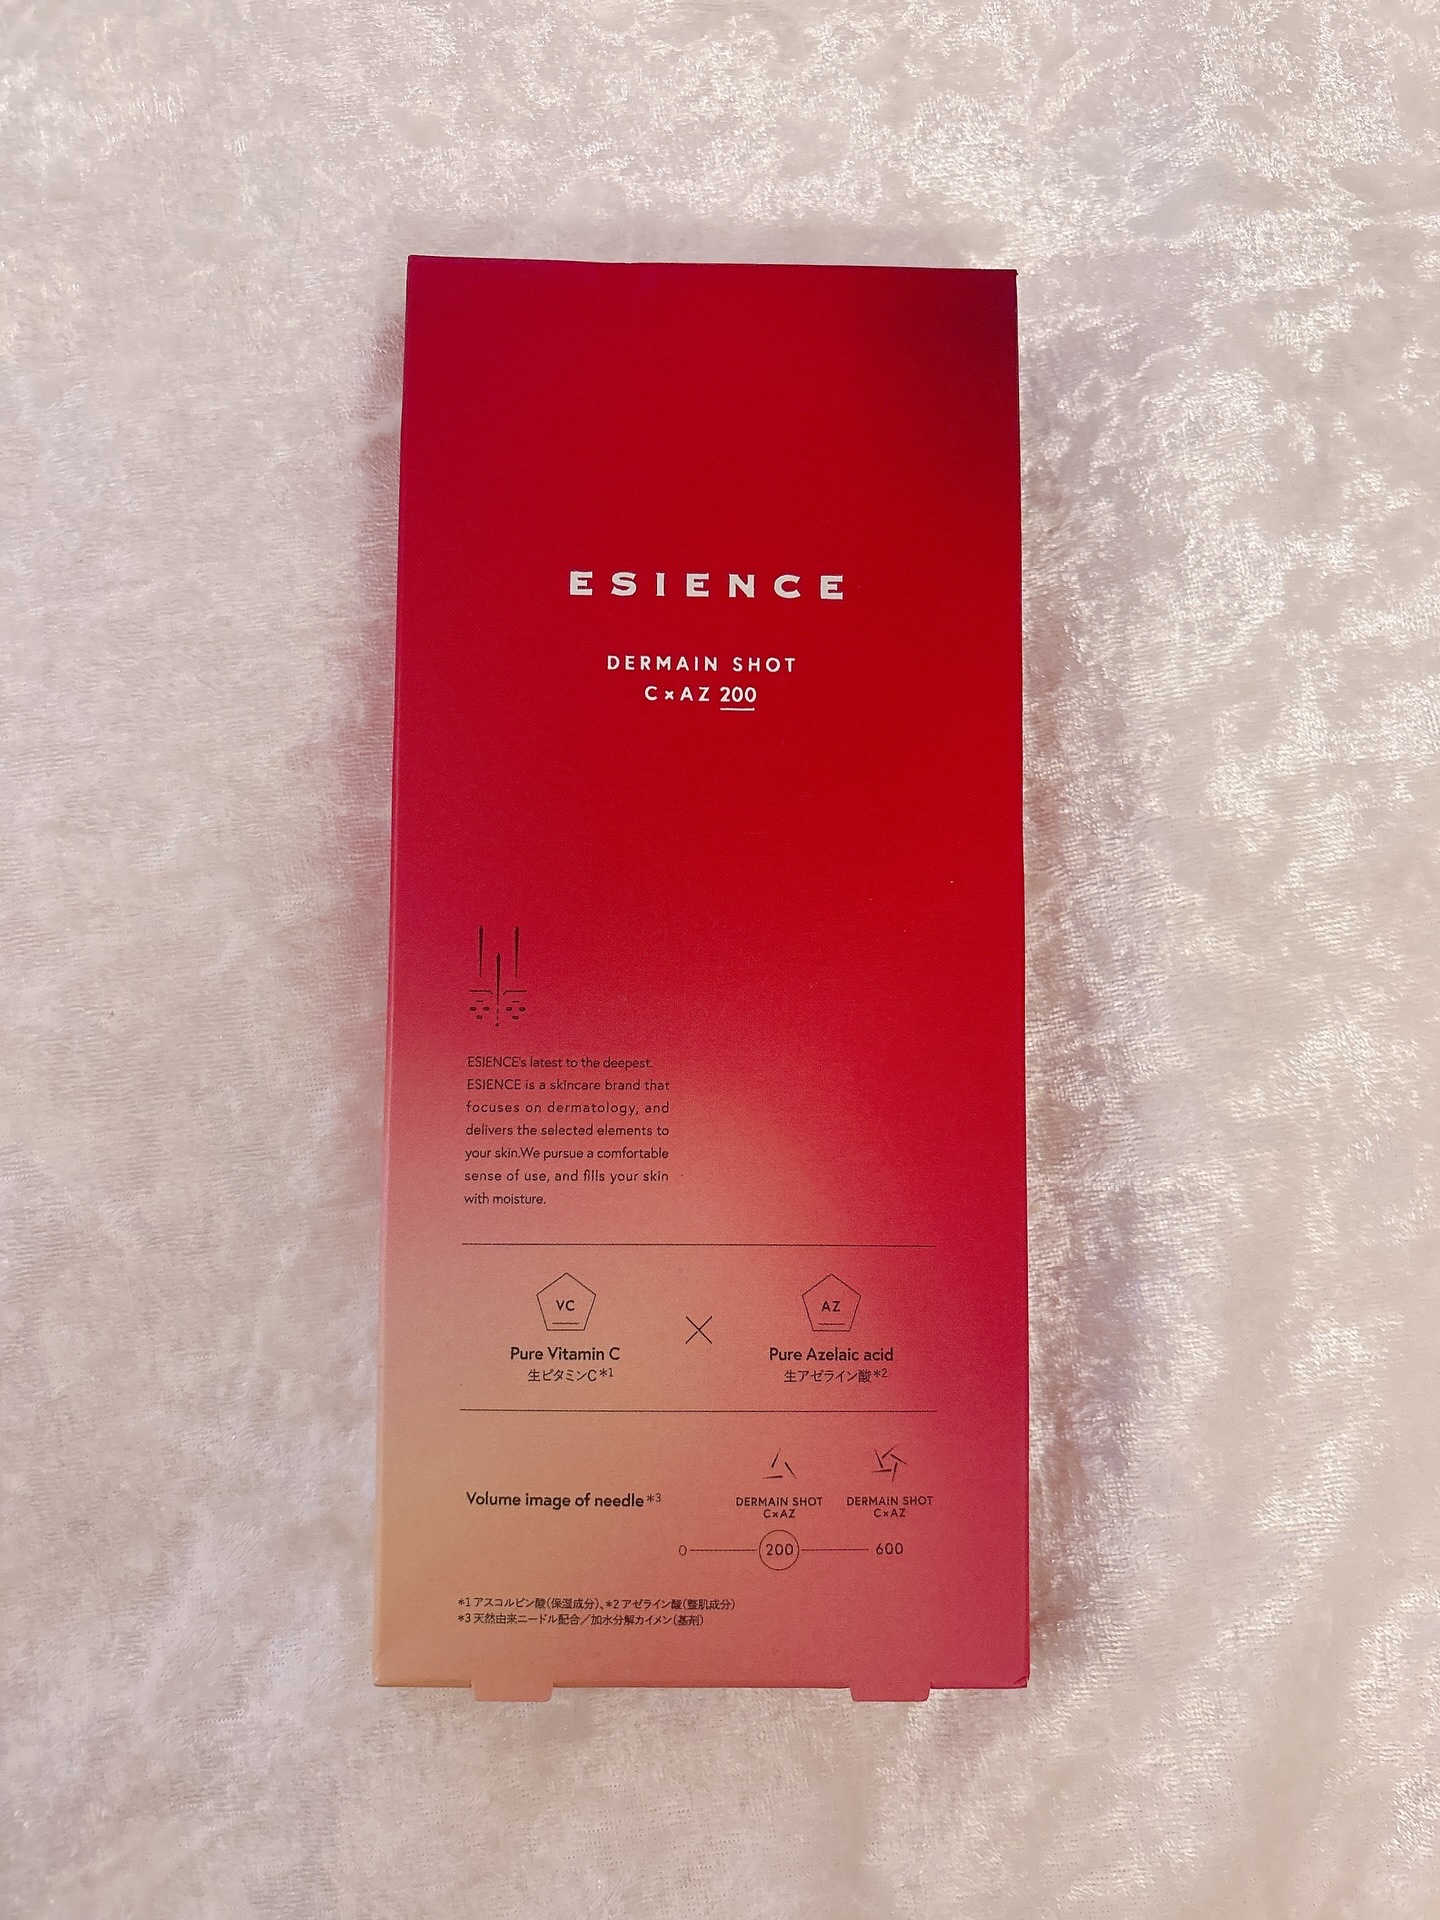 ESIENCE
DERMAIN SHOT
C×AZ 200
ESIENCE's latest to the deepest.
ESIENCE is a skincare brand that
focuses on dermatology, and
delivers the selected elements to
your skin.We pursue a comfortable
sense of use, and fills your skin
with moisture.
VC
Pure Vitamin C
生ビタミンC*1
×
AZ
Pure Azelaic acid
生アゼライン酸*2
Volume image of needle*3
DERMAIN SHOT
C×AZ
DERMAIN SHOT
C×AZ
0 200 600
*1 アスコルビン酸(保湿成分)、*2 アゼライン酸(整肌成分)
*3 天然由来ニードル配合/加水分解カイメン(基剤)